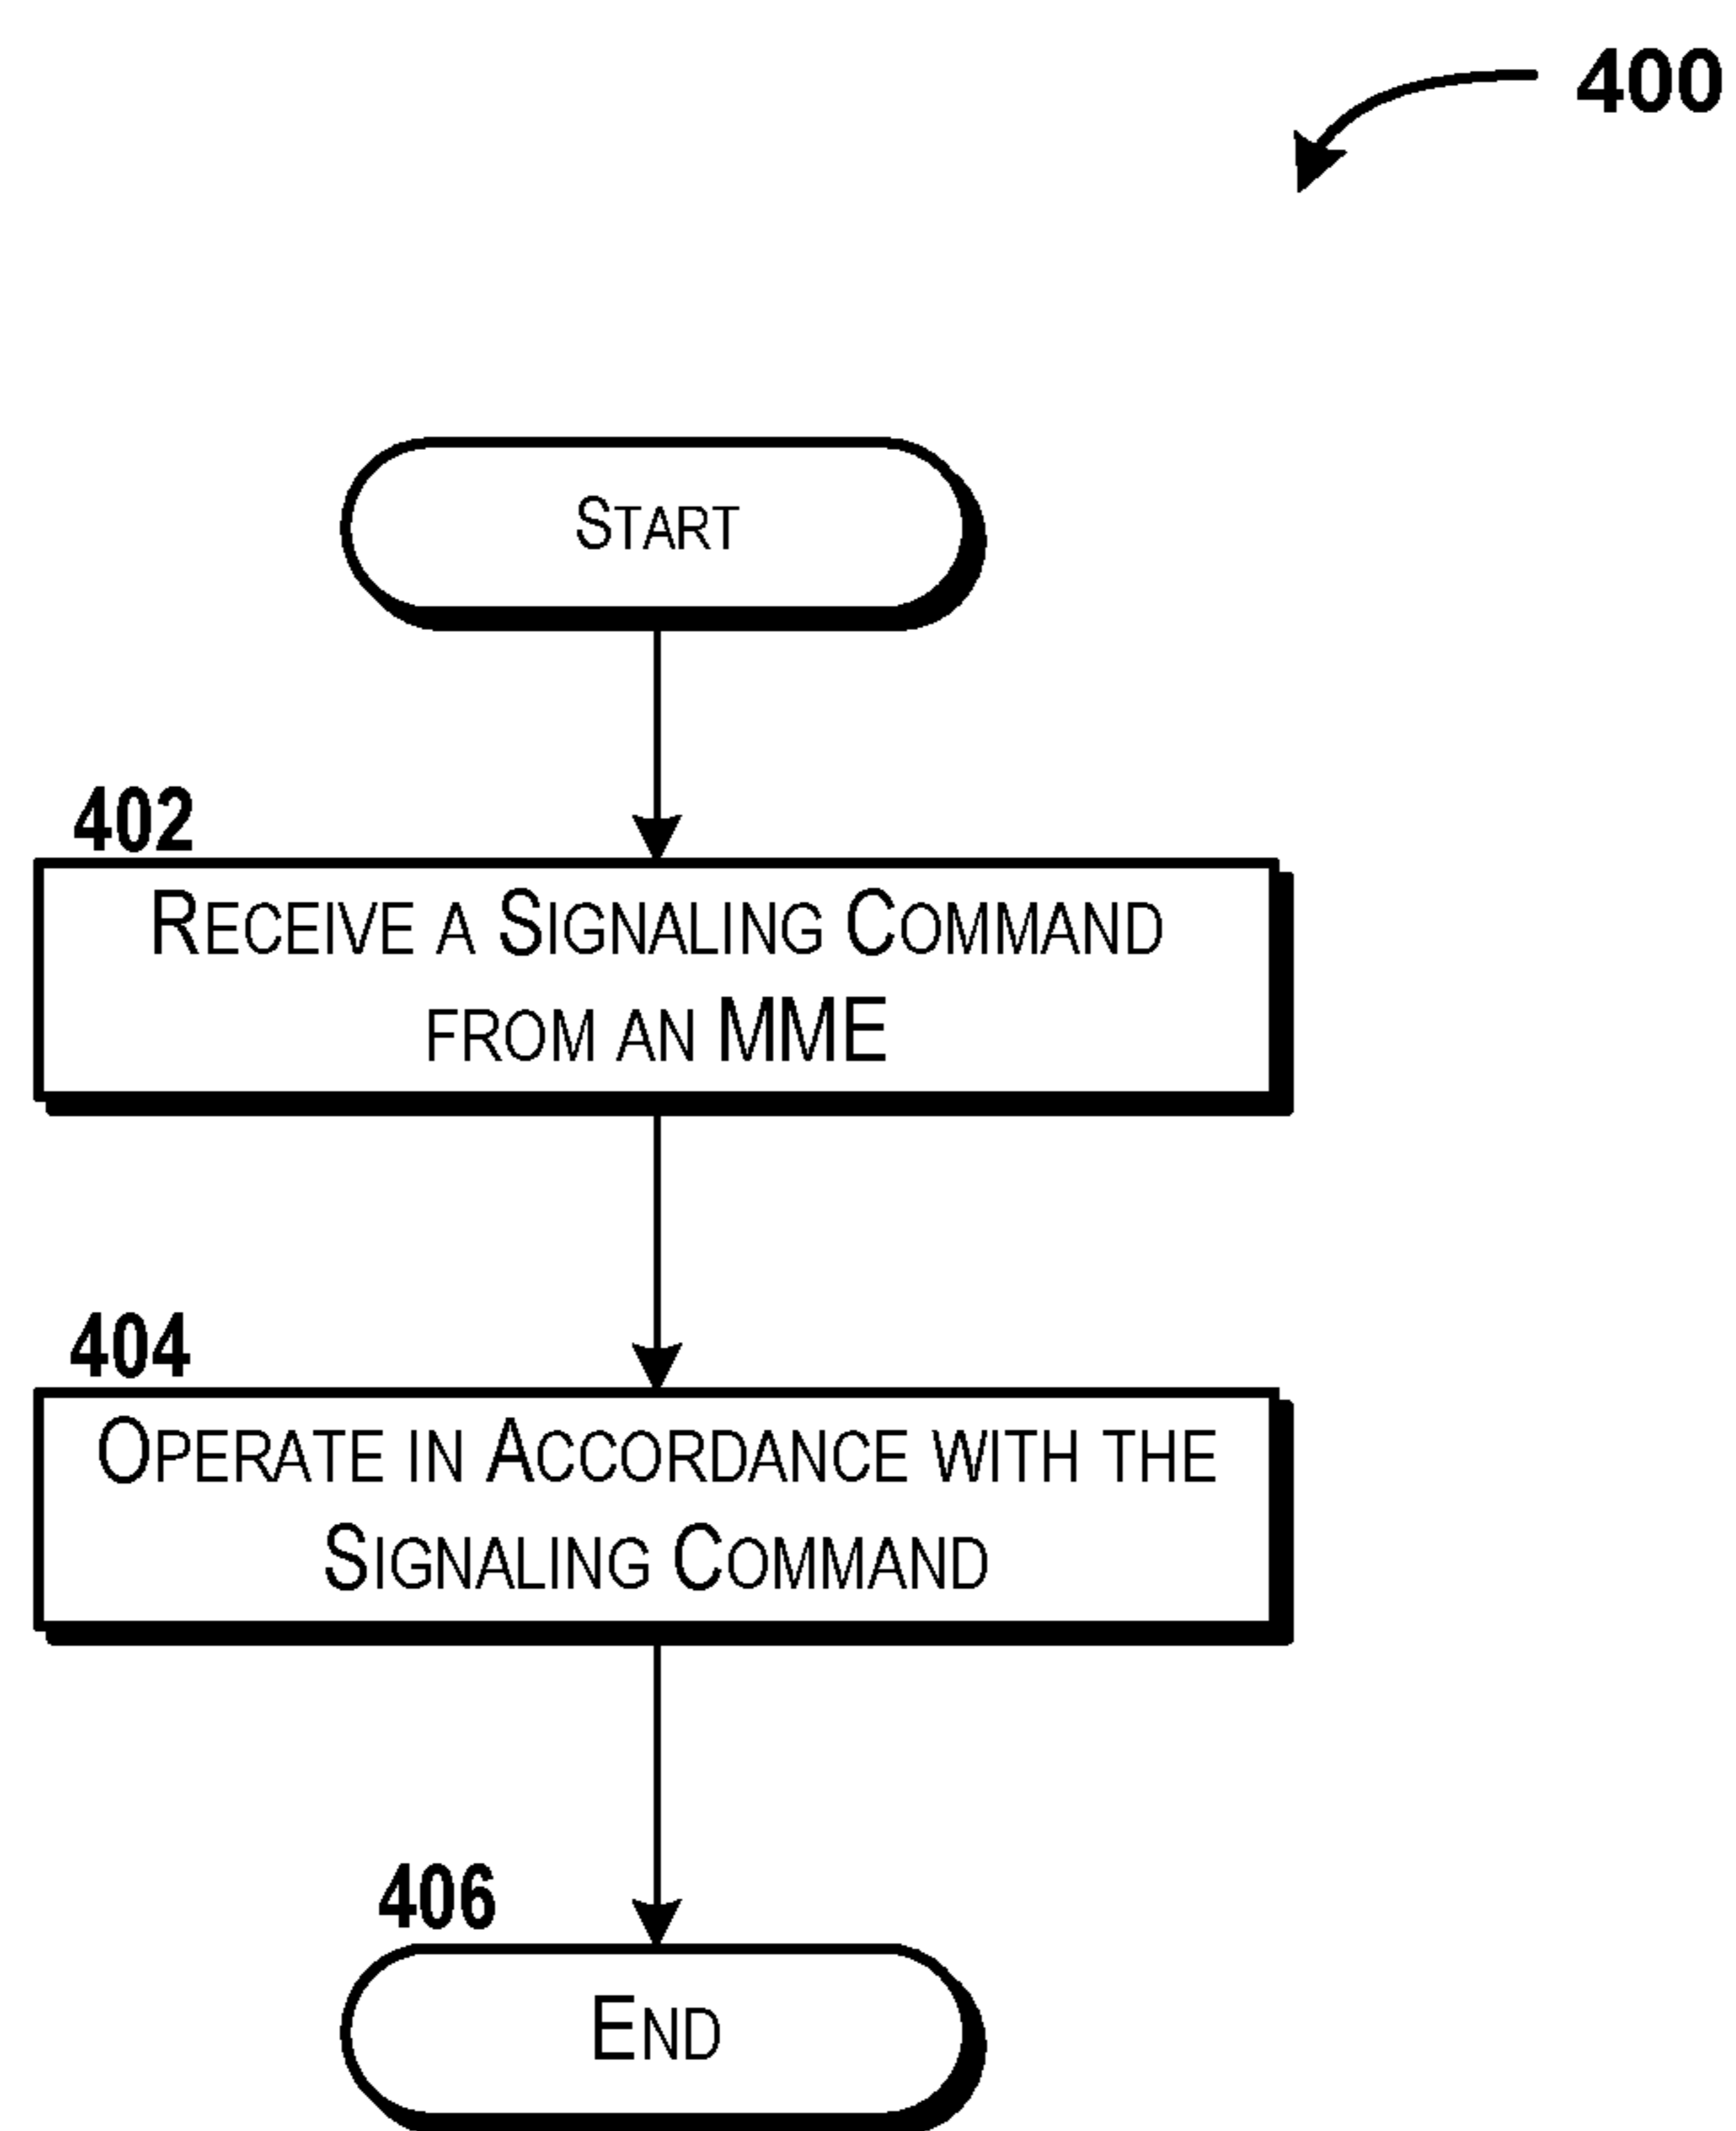 400
START
402
RECEIVE A SIGNALING COMMAND
FROM AN MME
404
OPERATE IN ACCORDANCE WITH THE
SIGNALING COMMAND
406
END